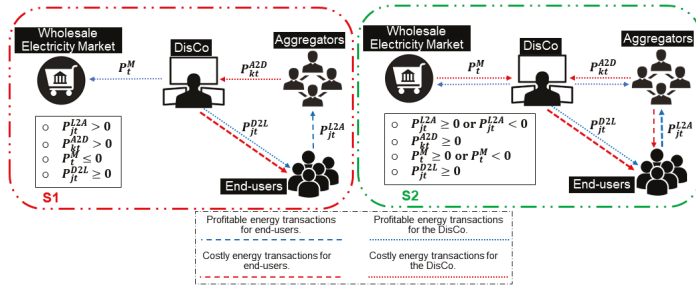 Wholesale
Electricity Market
DisCo
Aggregators
P_t^M
P_kt^A2D
P_jt^D2L
P_jt^L2A
○ P_jt^L2A > 0
○ P_kt^A2D > 0
○ P_t^M ≤ 0
○ P_jt^D2L ≥ 0
End-users
S1
Wholesale
Electricity Market
DisCo
Aggregators
P_t^M
P_kt^A2D
P_jt^D2L
P_jt^L2A
○ P_jt^L2A ≥ 0 or P_jt^L2A < 0
○ P_kt^A2D ≥ 0
○ P_t^M ≥ 0 or P_t^M < 0
○ P_jt^D2L ≥ 0
End-users
S2
Profitable energy transactions
for end-users.
Profitable energy transactions
for the DisCo.
Costly energy transactions for
end-users.
Costly energy transactions for
the DisCo.